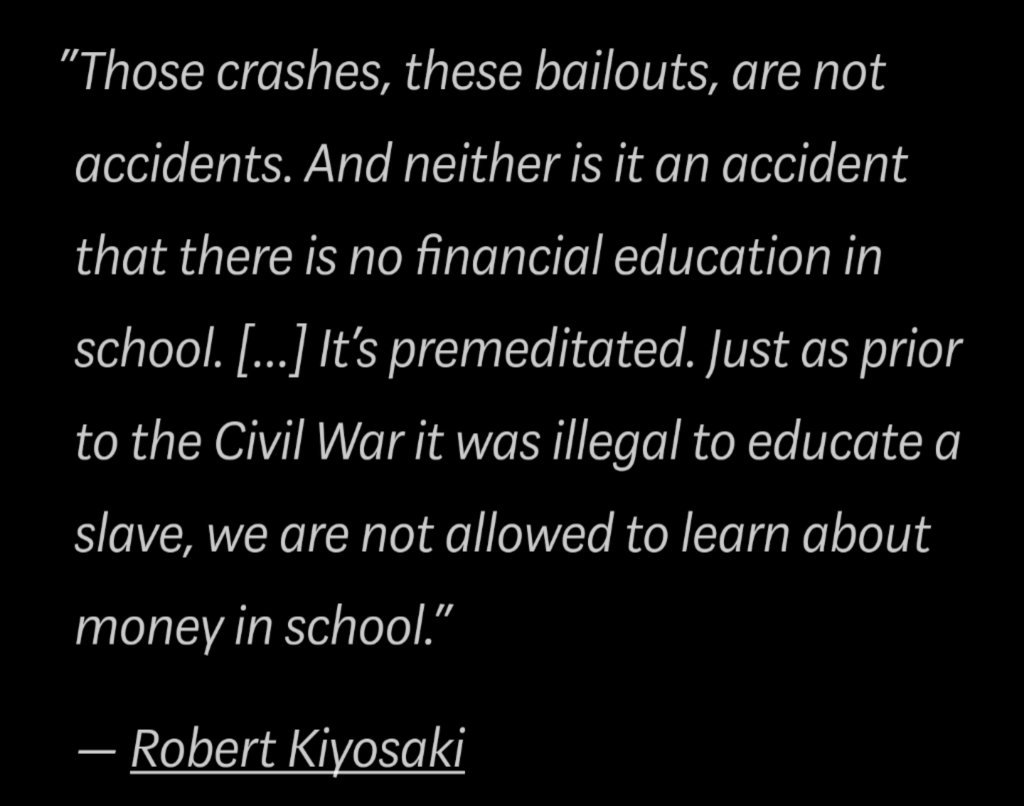 "Those crashes, these bailouts, are not
accidents. And neither is it an accident
that there is no financial education in
school. [...] It's premeditated. Just as prior
to the Civil War it was illegal to educate a
slave, we are not allowed to learn about
money in school."
— Robert Kiyosaki